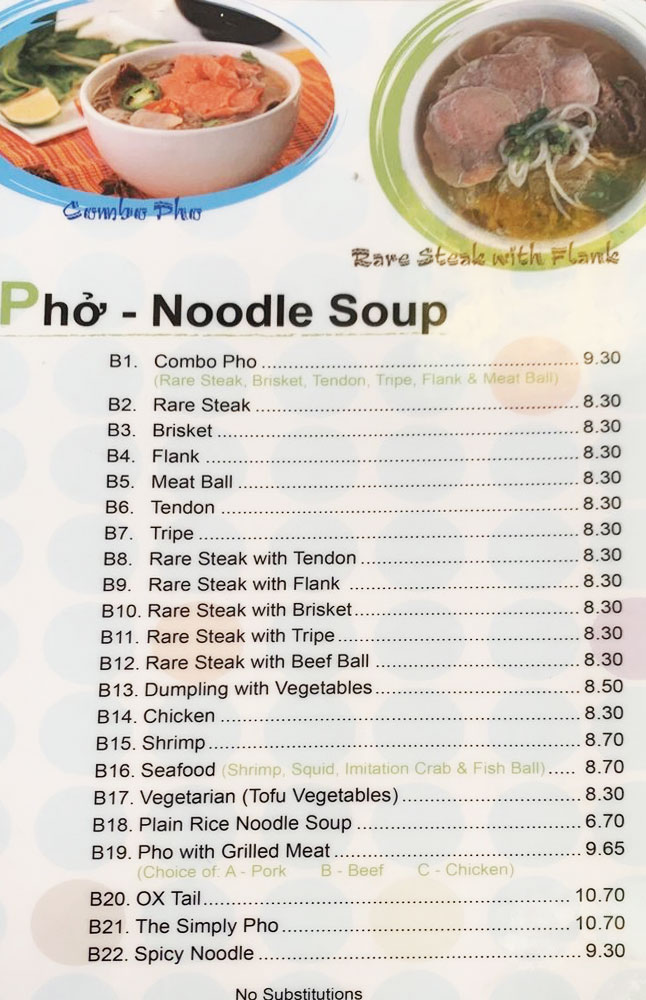 Combo Pho
Rare Steak with Flank
Phở - Noodle Soup
B1. Combo Pho 9.30
(Rare Steak, Brisket, Tendon, Tripe, Flank & Meat Ball)
B2. Rare Steak 8.30
B3. Brisket 8.30
B4. Flank 8.30
B5. Meat Ball 8.30
B6. Tendon 8.30
B7. Tripe 8.30
B8. Rare Steak with Tendon 8.30
B9. Rare Steak with Flank 8.30
B10. Rare Steak with Brisket 8.30
B11. Rare Steak with Tripe 8.30
B12. Rare Steak with Beef Ball 8.30
B13. Dumpling with Vegetables 8.50
B14. Chicken 8.30
B15. Shrimp 8.70
B16. Seafood (Shrimp, Squid, Imitation Crab & Fish Ball) 8.70
B17. Vegetarian (Tofu Vegetables) 8.30
B18. Plain Rice Noodle Soup 6.70
B19. Pho with Grilled Meat 9.65
(Choice of: A - Pork B - Beef C - Chicken)
B20. OX Tail 10.70
B21. The Simply Pho 10.70
B22. Spicy Noodle 9.30
No Substitutions